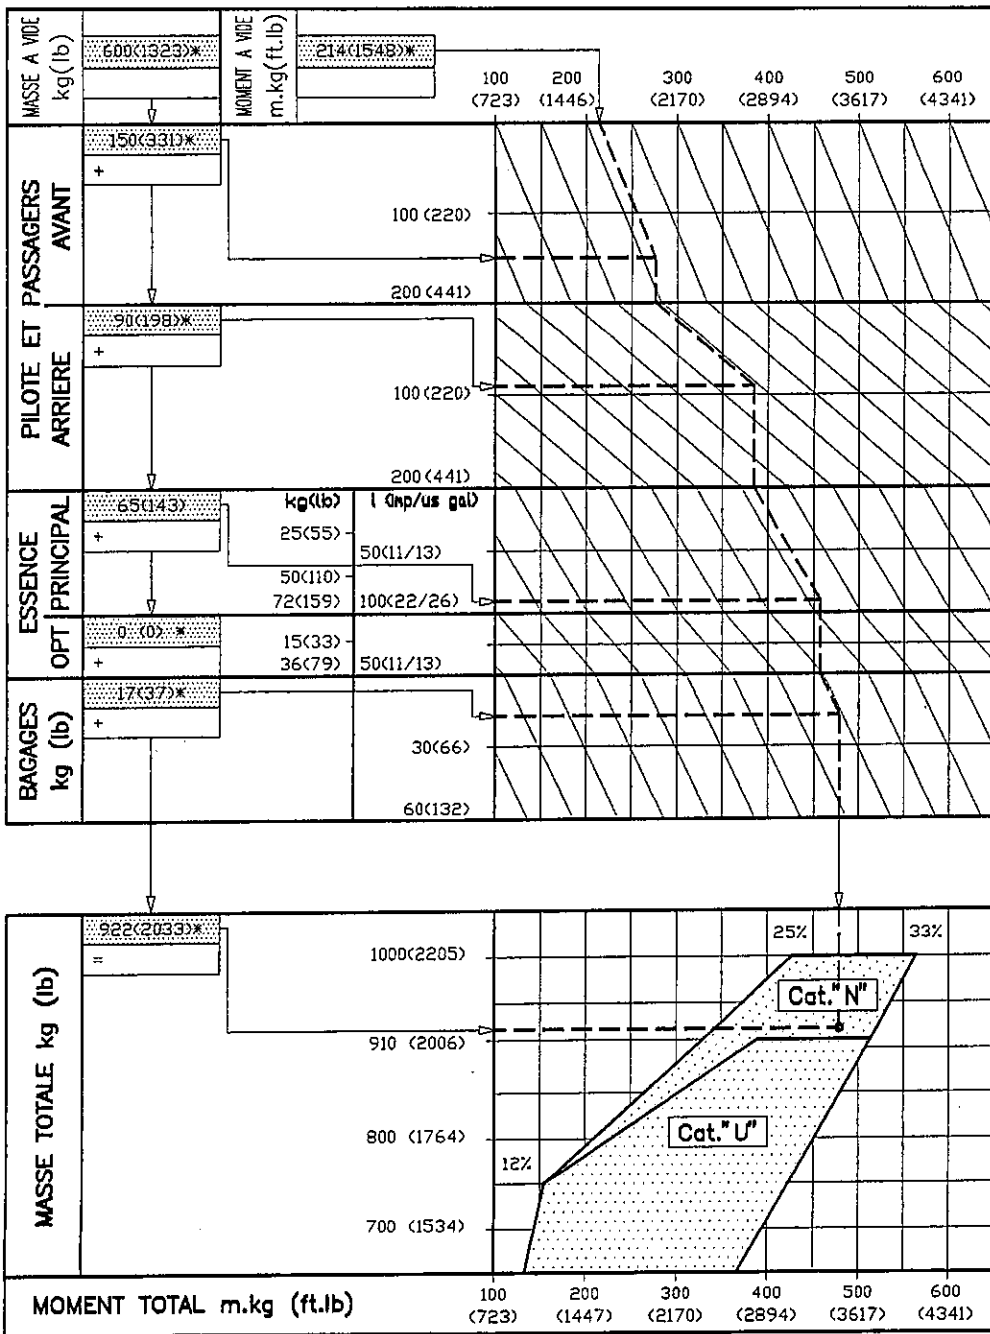 MASSE A VIDE
kg(lb)
600(1323)*
MOMENT A VIDE
m.kg(ft.lb)
214(1548)*
100 200 300 400 500 600
(723) (1446) (2170) (2894) (3617) (4341)
PILOTE ET PASSAGERS
AVANT
150(331)*
+
100(220)
200(441)
ARRIERE
90(198)*
+
100(220)
200(441)
ESSENCE
PRINCIPAL
65(143)
+
kg(lb)
l (imp/us gal)
25(55)
50(11/13)
50(110)
72(159)
100(22/26)
OPT
0 (0) *
+
15(33)
36(79)
50(11/13)
BAGAGES
kg (lb)
17(37)*
+
30(66)
60(132)
MASSE TOTALE kg (lb)
922(2033)*
=
1000(2205)
910 (2006)
800 (1764)
700 (1534)
25%
33%
Cat."N"
Cat."U"
12%
MOMENT TOTAL m.kg (ft.lb)
100 200 300 400 500 600
(723) (1447) (2170) (2894) (3617) (4341)